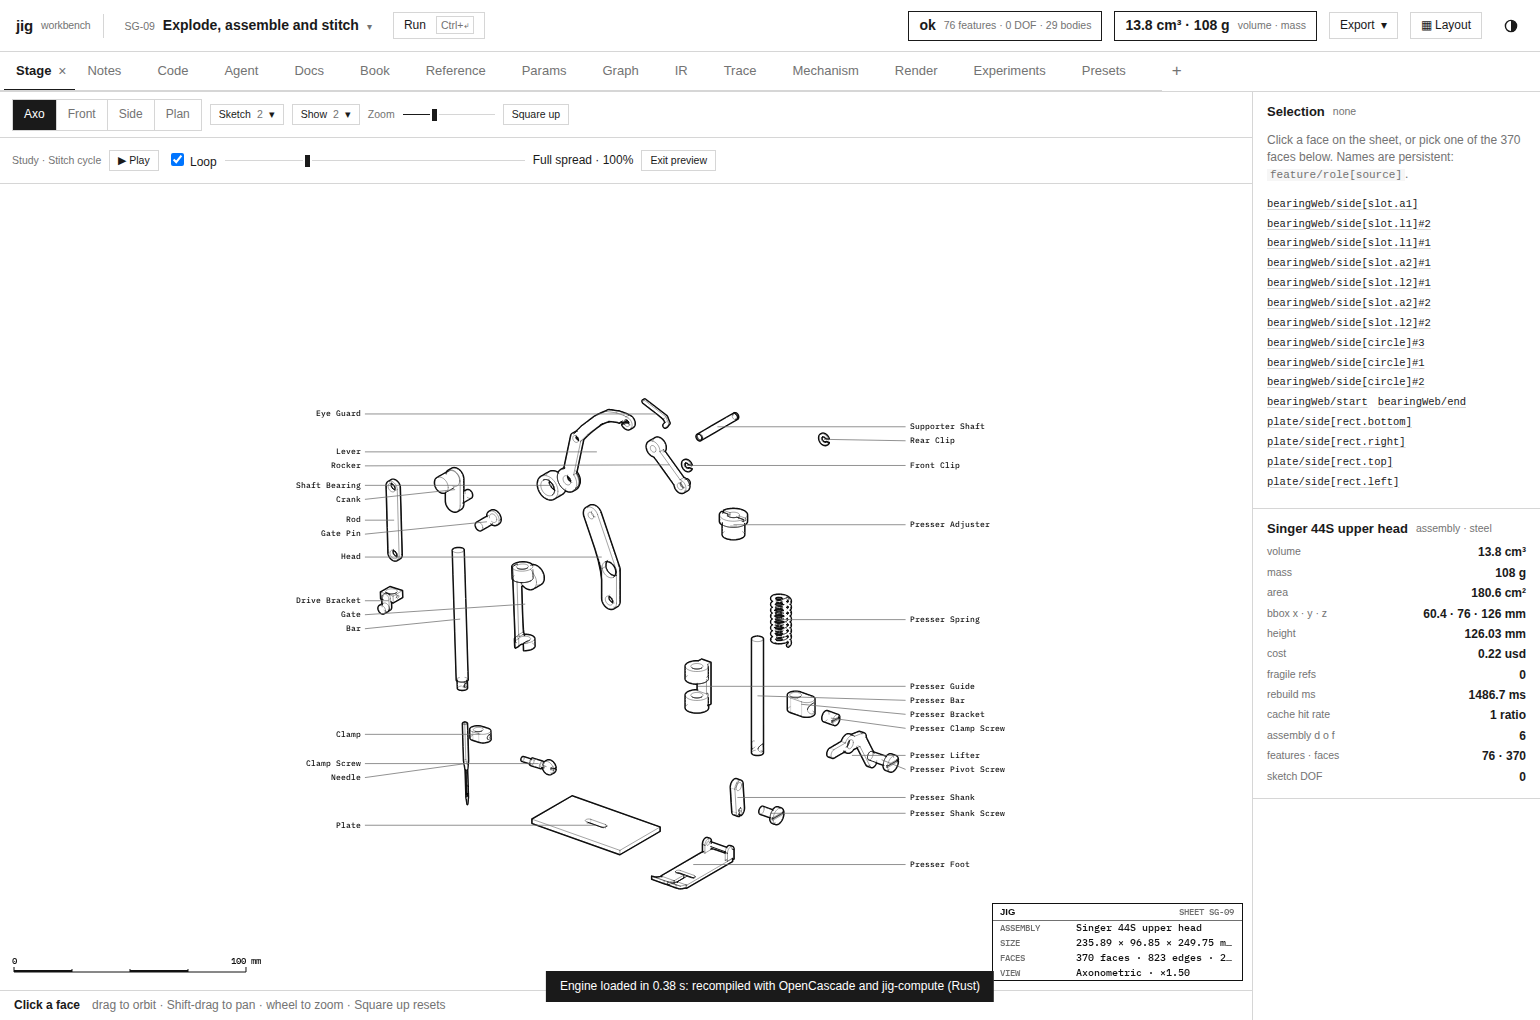 jig workbench SG-09 Explode, assemble and stitch ▾ Run Ctrl+↵ ok 76 features · 0 DOF · 29 bodies 13.8 cm³ · 108 g volume · mass Export ▾ ▦ Layout
Stage × Notes Code Agent Docs Book Reference Params Graph IR Trace Mechanism Render Experiments Presets +
Axo Front Side Plan Sketch 2 ▾ Show 2 ▾ Zoom Square up
Study · Stitch cycle ▶ Play Loop Full spread · 100% Exit preview
Eye Guard
Lever
Rocker
Shaft Bearing
Crank
Rod
Gate Pin
Head
Drive Bracket
Gate
Bar
Clamp
Clamp Screw
Needle
Plate
Supporter Shaft
Rear Clip
Front Clip
Presser Adjuster
Presser Spring
Presser Guide
Presser Bar
Presser Bracket
Presser Clamp Screw
Presser Lifter
Presser Pivot Screw
Presser Shank
Presser Shank Screw
Presser Foot
0 100 mm
JIG SHEET SG-09
ASSEMBLY Singer 44S upper head
SIZE 235.89 × 96.85 × 249.75 m…
FACES 370 faces · 823 edges · 2…
VIEW Axonometric · ×1.50
Engine loaded in 0.38 s: recompiled with OpenCascade and jig-compute (Rust)
Click a face drag to orbit · Shift-drag to pan · wheel to zoom · Square up resets
Selection none
Click a face on the sheet, or pick one of the 370
faces below. Names are persistent:
feature/role[source].
bearingWeb/side[slot.a1]
bearingWeb/side[slot.l1]#2
bearingWeb/side[slot.l1]#1
bearingWeb/side[slot.a2]#1
bearingWeb/side[slot.l2]#1
bearingWeb/side[slot.a2]#2
bearingWeb/side[slot.l2]#2
bearingWeb/side[circle]#3
bearingWeb/side[circle]#1
bearingWeb/side[circle]#2
bearingWeb/start bearingWeb/end
plate/side[rect.bottom]
plate/side[rect.right]
plate/side[rect.top]
plate/side[rect.left]
Singer 44S upper head assembly · steel
volume 13.8 cm³
mass 108 g
area 180.6 cm²
bbox x · y · z 60.4 · 76 · 126 mm
height 126.03 mm
cost 0.22 usd
fragile refs 0
rebuild ms 1486.7 ms
cache hit rate 1 ratio
assembly d o f 6
features · faces 76 · 370
sketch DOF 0